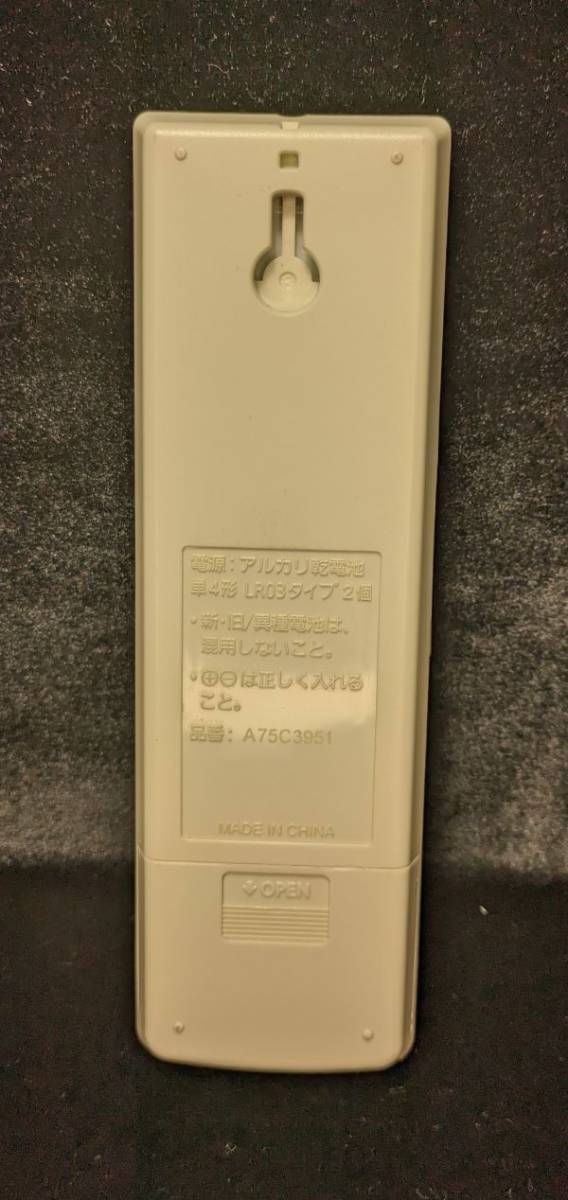 電源：アルカリ乾電池
単4形 LR03タイプ2個
・新・旧/異種電池は、
混用しないこと。
・⊕⊖は正しく入れる
こと。
品番：A75C3951
MADE IN CHINA
OPEN